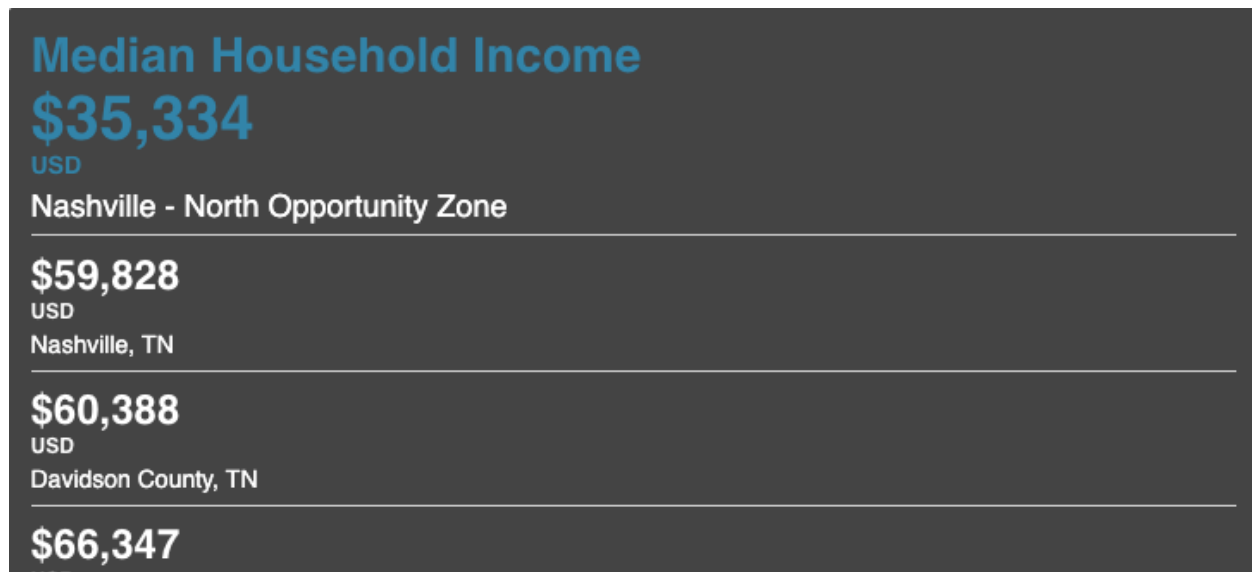 Median Household Income
$35,334
USD
Nashville - North Opportunity Zone
$59,828
USD
Nashville, TN
$60,388
USD
Davidson County, TN
$66,347